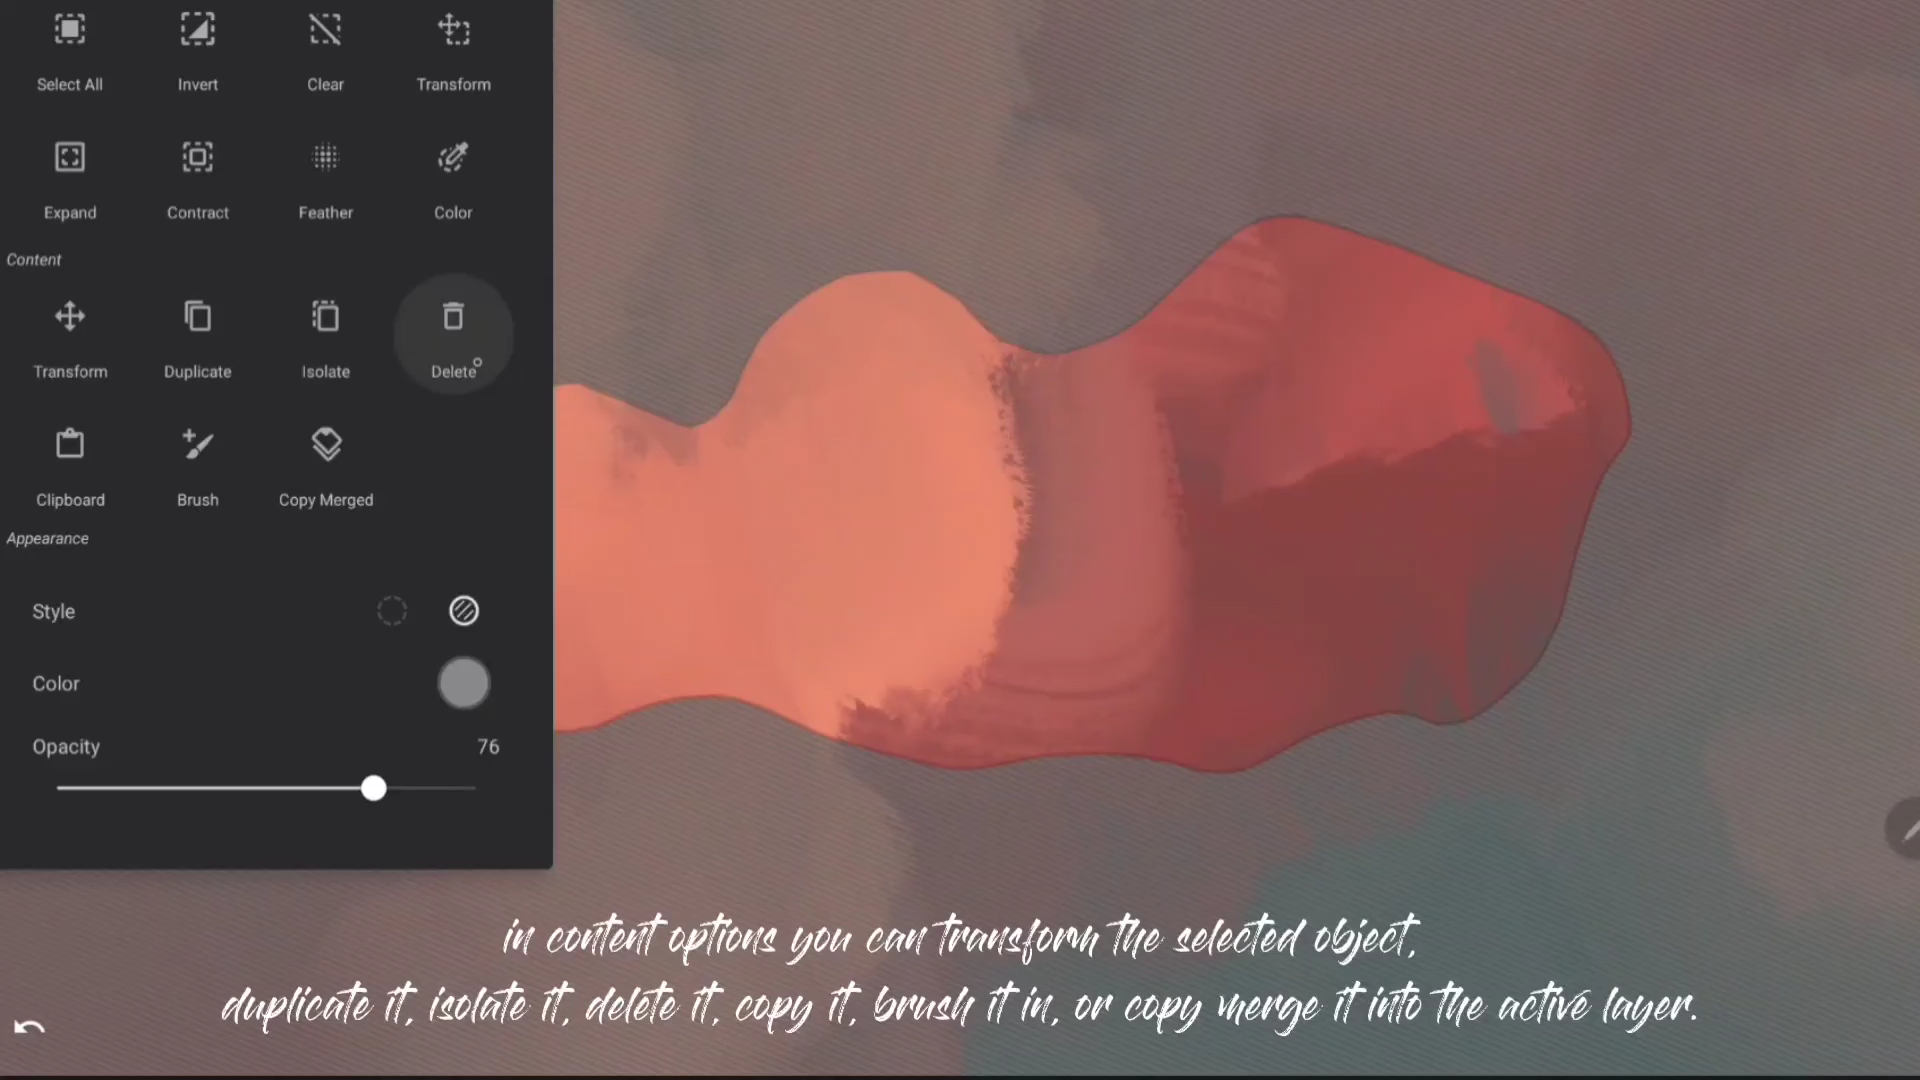 Select All Invert Clear Transform
Expand Contract Feather Color
Content
Transform Duplicate Isolate Delete
Clipboard Brush Copy Merged
Appearance
Style
Color
Opacity 76
in content options you can transform the selected object,
duplicate it, isolate it, delete it, copy it, brush it in, or copy merge it into the active layer.